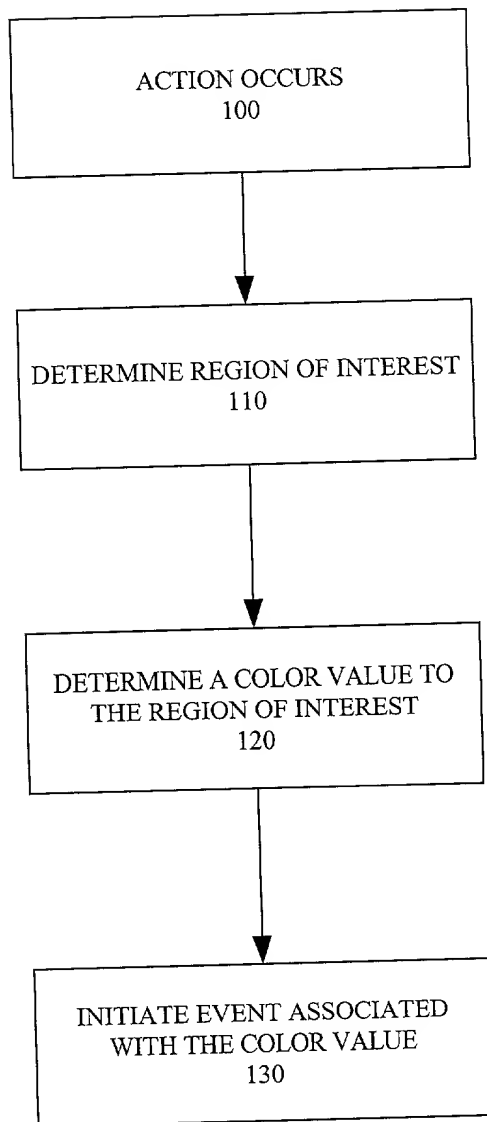 ACTION OCCURS
100
DETERMINE REGION OF INTEREST
110
DETERMINE A COLOR VALUE TO
THE REGION OF INTEREST
120
INITIATE EVENT ASSOCIATED
WITH THE COLOR VALUE
130